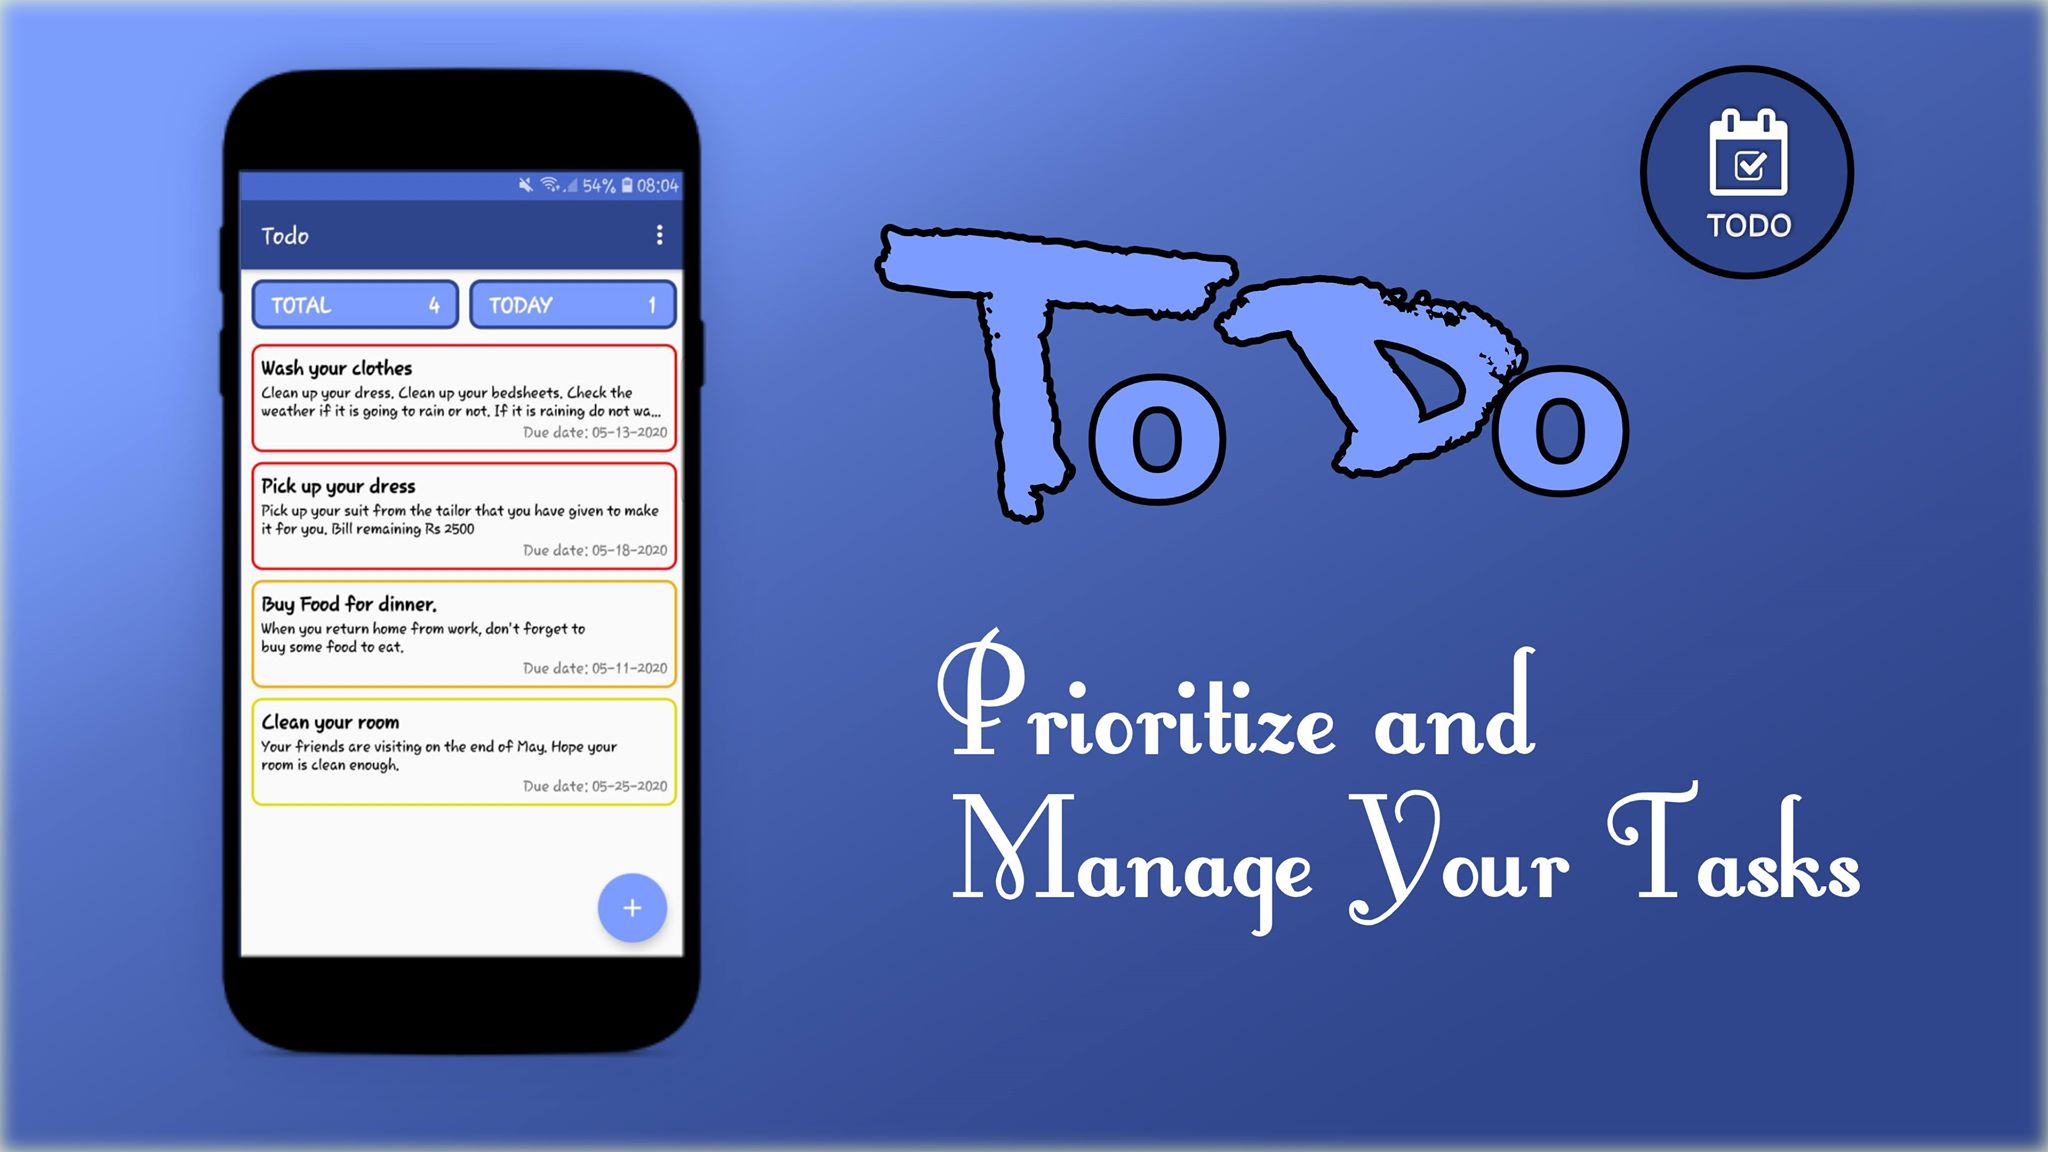 54% 08:04
Todo
TOTAL 4 TODAY 1
Wash your clothes
Clean up your dress. Clean up your bedsheets. Check the
weather if it is going to rain or not. If it is raining do not wa...
Due date: 05-13-2020
Pick up your dress
Pick up your suit from the tailor that you have given to make
it for you. Bill remaining Rs 2500
Due date: 05-18-2020
Buy Food for dinner.
When you return home from work, don't forget to
buy some food to eat.
Due date: 05-11-2020
Clean your room
Your friends are visiting on the end of May. Hope your
room is clean enough.
Due date: 05-25-2020
+
TODO
To Do
Prioritize and
Manage Your Tasks